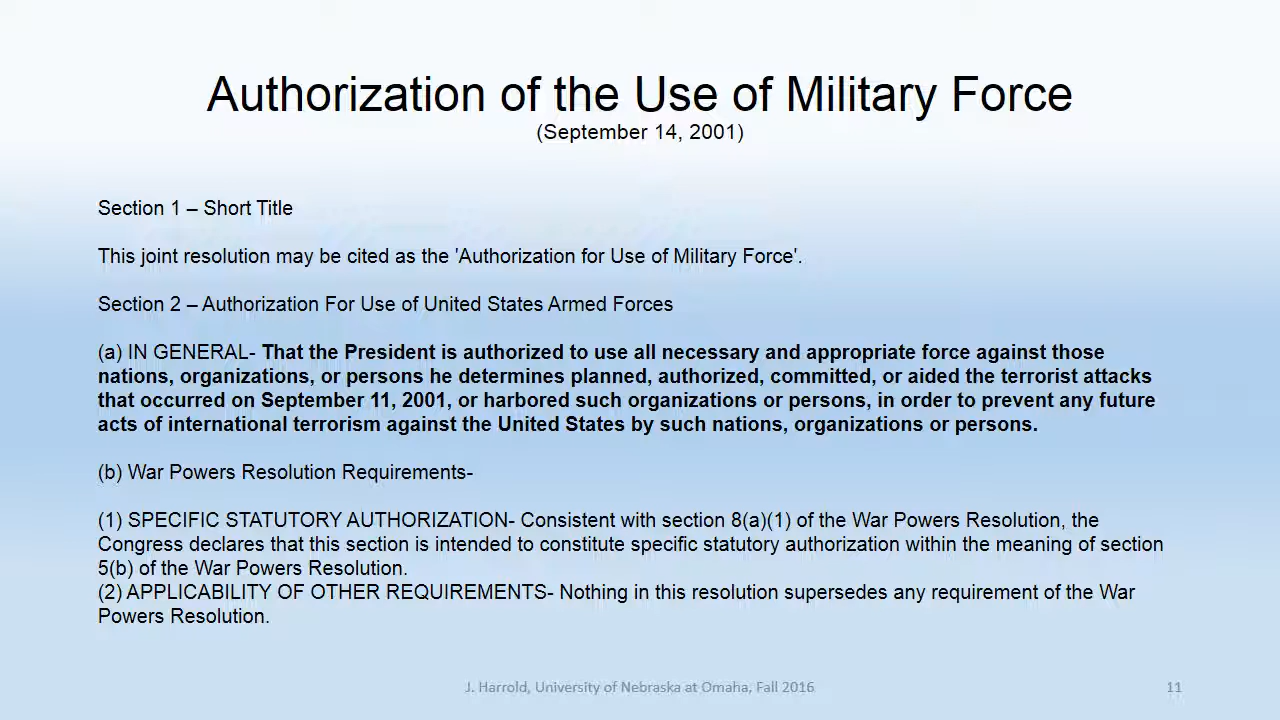 Authorization of the Use of Military Force
(September 14, 2001)
Section 1 – Short Title
This joint resolution may be cited as the 'Authorization for Use of Military Force'.
Section 2 – Authorization For Use of United States Armed Forces
(a) IN GENERAL- That the President is authorized to use all necessary and appropriate force against those
nations, organizations, or persons he determines planned, authorized, committed, or aided the terrorist attacks
that occurred on September 11, 2001, or harbored such organizations or persons, in order to prevent any future
acts of international terrorism against the United States by such nations, organizations or persons.
(b) War Powers Resolution Requirements-
(1) SPECIFIC STATUTORY AUTHORIZATION- Consistent with section 8(a)(1) of the War Powers Resolution, the
Congress declares that this section is intended to constitute specific statutory authorization within the meaning of section
5(b) of the War Powers Resolution.
(2) APPLICABILITY OF OTHER REQUIREMENTS- Nothing in this resolution supersedes any requirement of the War
Powers Resolution.
J. Harrold, University of Nebraska at Omaha, Fall 2016
11